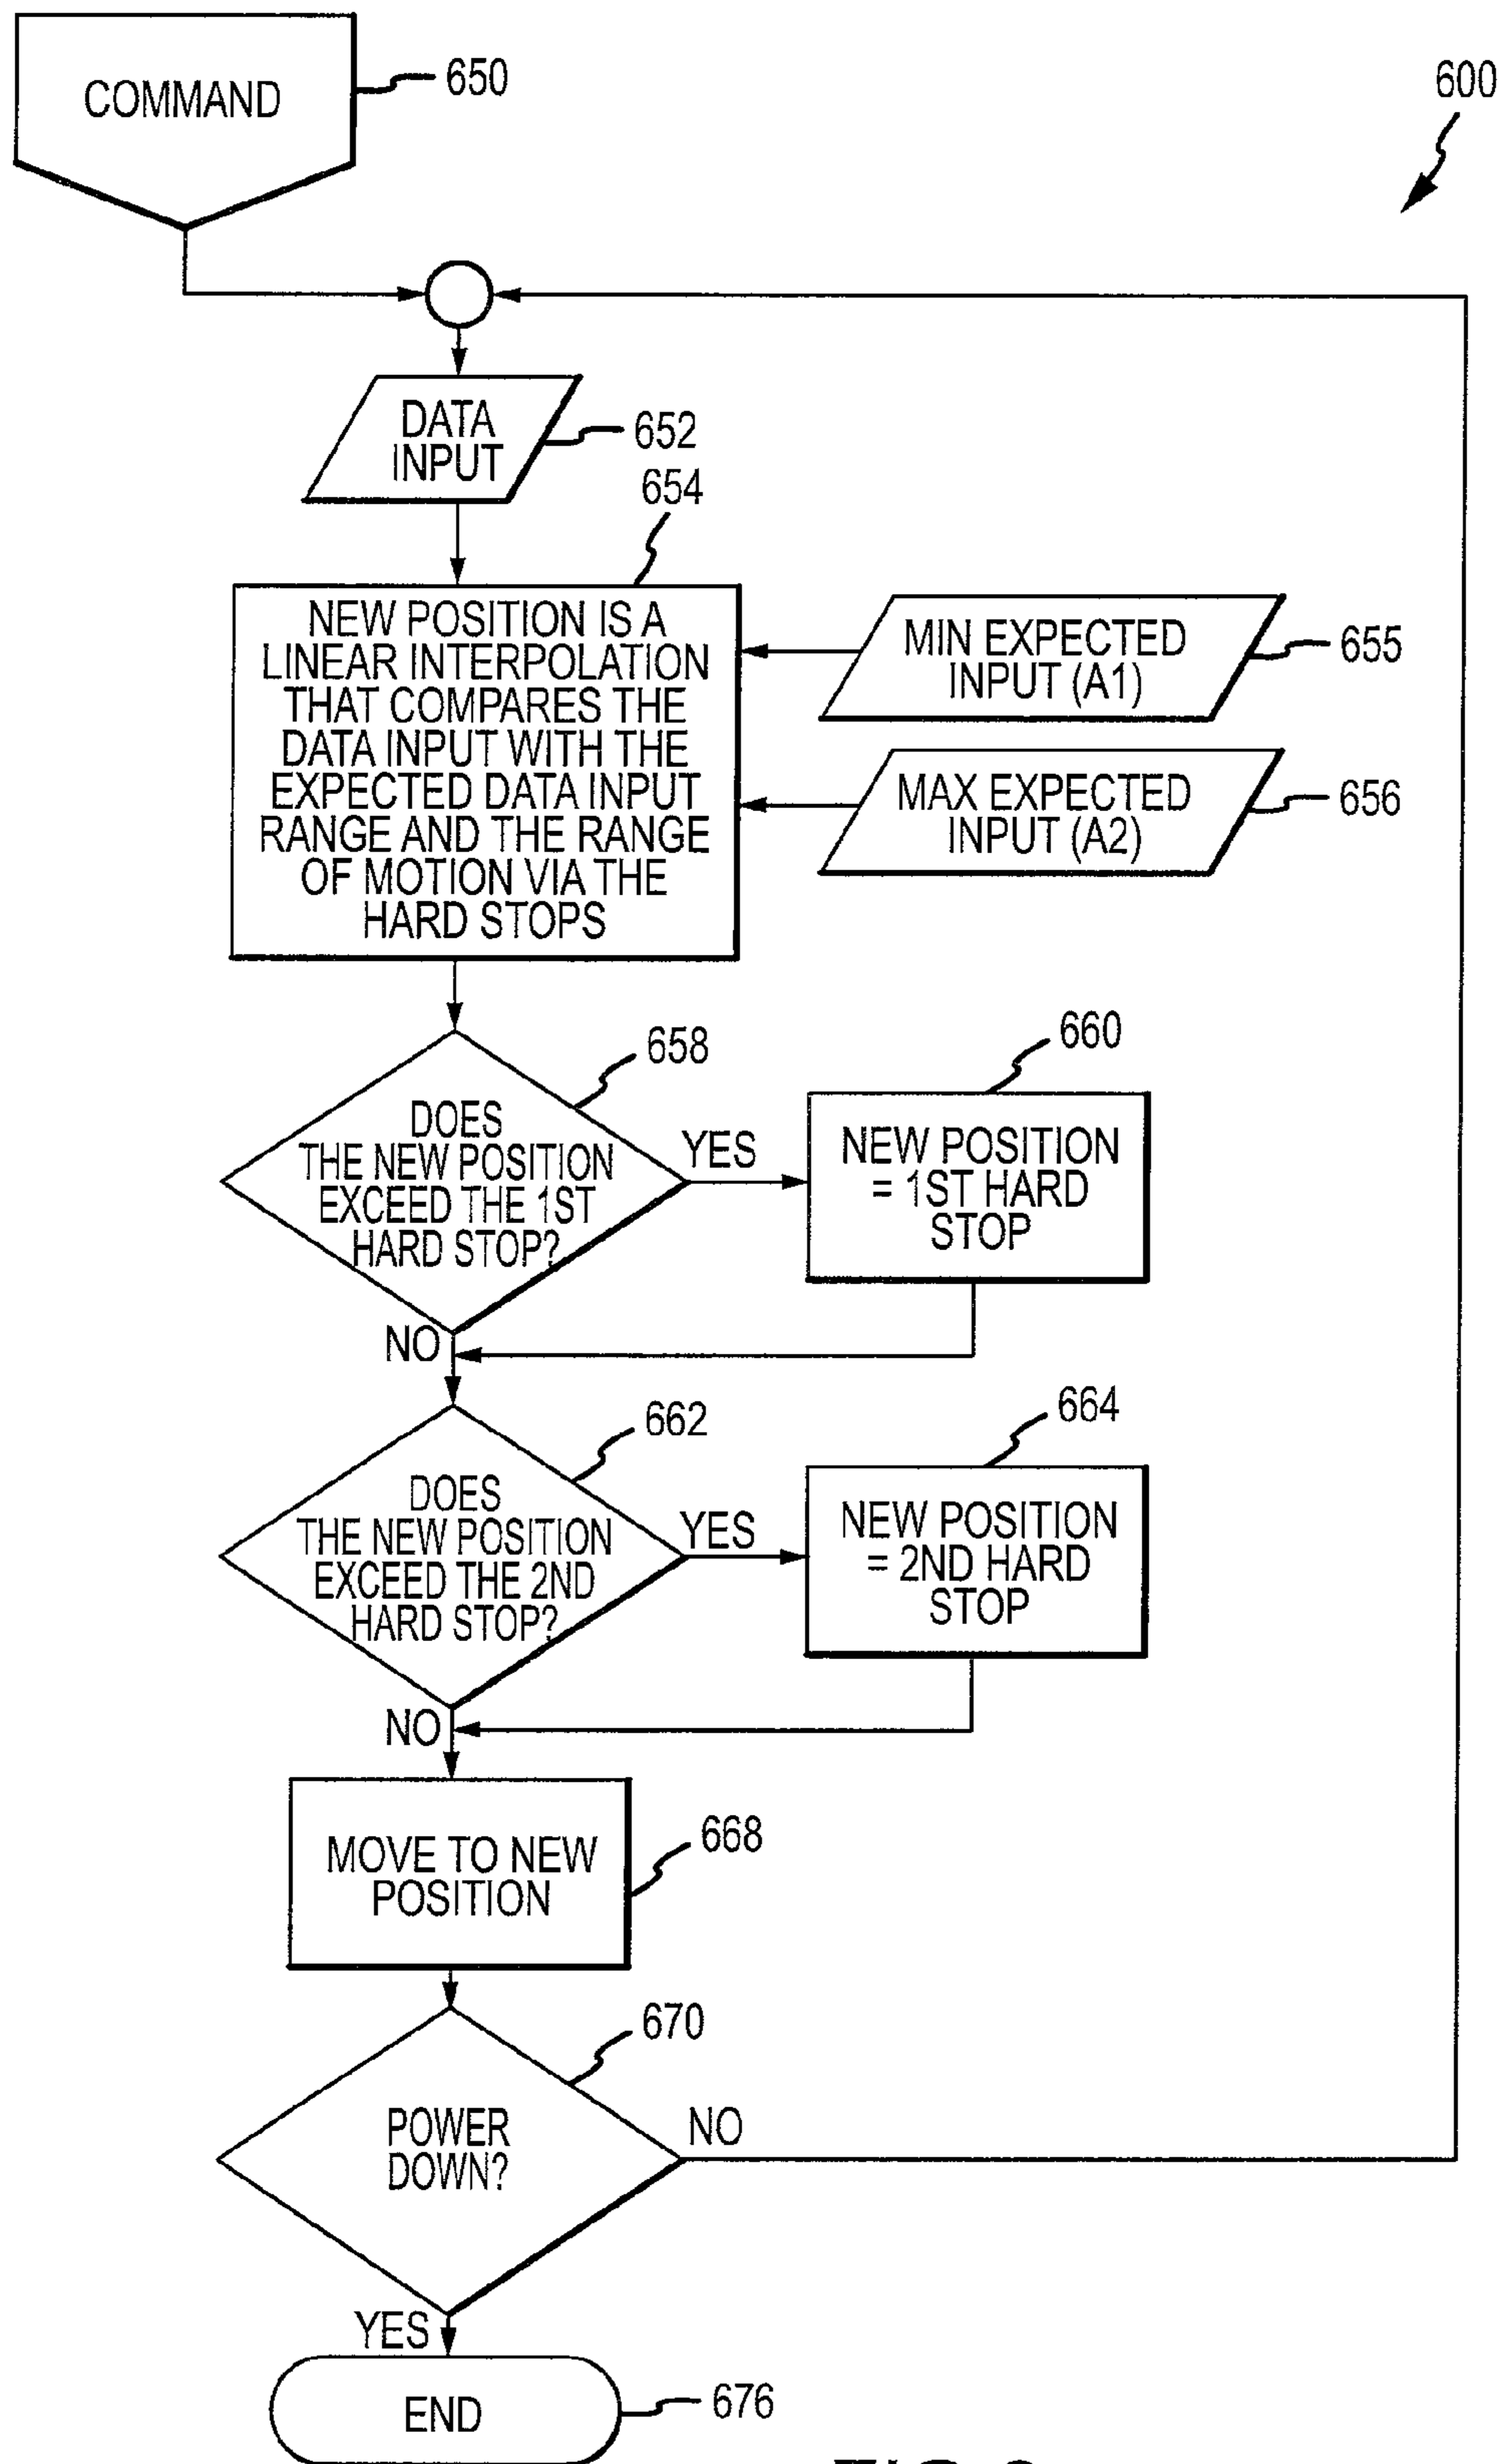 COMMAND
650
600
DATA
INPUT
652
654
NEW POSITION IS A
LINEAR INTERPOLATION
THAT COMPARES THE
DATA INPUT WITH THE
EXPECTED DATA INPUT
RANGE AND THE RANGE
OF MOTION VIA THE
HARD STOPS
MIN EXPECTED
INPUT (A1)
655
MAX EXPECTED
INPUT (A2)
656
658
DOES
THE NEW POSITION
EXCEED THE 1ST
HARD STOP?
YES
660
NEW POSITION
= 1ST HARD
STOP
NO
662
DOES
THE NEW POSITION
EXCEED THE 2ND
HARD STOP?
YES
664
NEW POSITION
= 2ND HARD
STOP
NO
MOVE TO NEW
POSITION
668
670
POWER
DOWN?
NO
YES
END
676